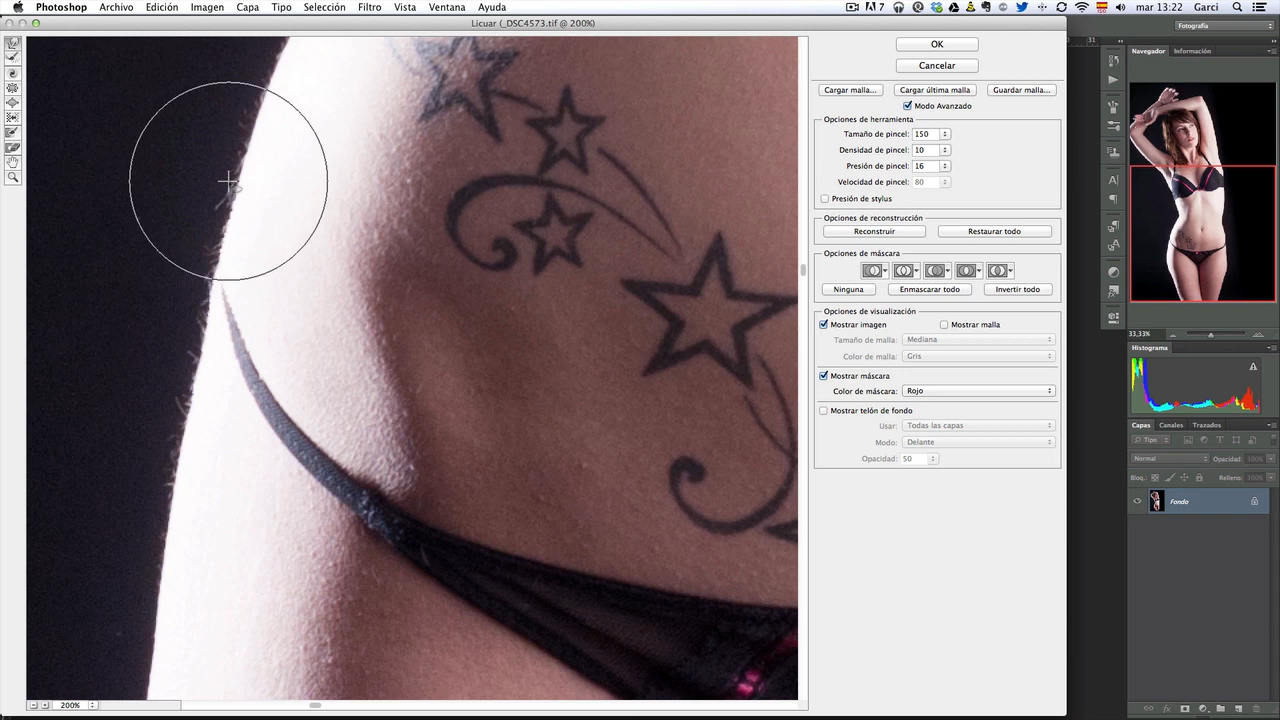 Photoshop Archivo Edición Imagen Capa Tipo Selección Filtro Vista Ventana Ayuda 7 mar 13:22 Garci
Licuar (_DSC4573.tif @ 200%)
Fotografía
31
OK
Cancelar
Cargar malla... Cargar última malla Guardar malla...
Modo Avanzado
Opciones de herramienta
Tamaño de pincel: 150
Densidad de pincel: 10
Presión de pincel: 16
Velocidad de pincel: 80
Presión de stylus
Opciones de reconstrucción
Reconstruir Restaurar todo
Opciones de máscara
Ninguna Enmascarar todo Invertir todo
Opciones de visualización
Mostrar imagen Mostrar malla
Tamaño de malla: Mediana
Color de malla: Gris
Mostrar máscara
Color de máscara: Rojo
Mostrar telón de fondo
Usar: Todas las capas
Modo: Delante
Opacidad: 50
200%
Navegador Información
33,33%
Histograma
Capas Canales Trazados
Tipo
Normal Opacidad: 100%
Bloq.: Relleno: 100%
Fondo